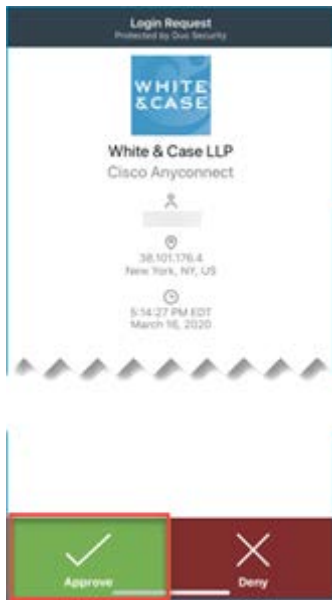 Login Request
Protected by Duo Security
WHITE
&CASE
White & Case LLP
Cisco Anyconnect
38.101.176.4
New York, NY, US
5:14:27 PM EDT
March 16, 2020
Approve
Deny